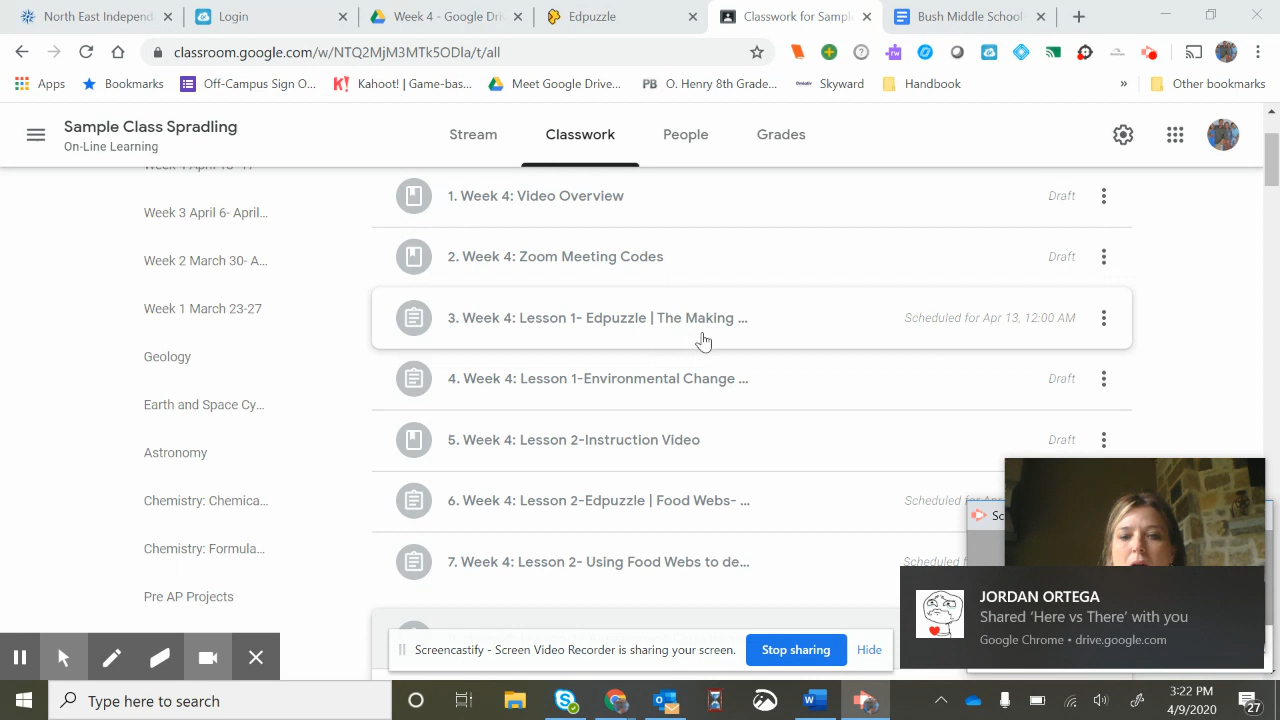 North East Independ
Login
Week 4 - Google Dri
Edpuzzle
Classwork for Sampl
Bush Middle School
classroom.google.com/w/NTQ2MjM3MTk5ODla/t/all
Apps
Bookmarks
Off-Campus Sign O...
Kahoot! | Game-bas...
Meet Google Drive...
PB O. Henry 8th Grade...
Skyward
Handbook
»
Other bookmarks
Sample Class Spradling
On-Line Learning
Stream
Classwork
People
Grades
Week 3 April 6- April...
Week 2 March 30- A...
Week 1 March 23-27
Geology
Earth and Space Cy...
Astronomy
Chemistry: Chemica...
Chemistry: Formula...
Pre AP Projects
1. Week 4: Video Overview
Draft
2. Week 4: Zoom Meeting Codes
Draft
3. Week 4: Lesson 1- Edpuzzle | The Making ...
Scheduled for Apr 13, 12:00 AM
4. Week 4: Lesson 1-Environmental Change ...
Draft
5. Week 4: Lesson 2-Instruction Video
Draft
6. Week 4: Lesson 2-Edpuzzle | Food Webs- ...
Scheduled for Apr
7. Week 4: Lesson 2- Using Food Webs to de...
Scheduled
Sc
JORDAN ORTEGA
Shared 'Here vs There' with you
Google Chrome • drive.google.com
Screencastify - Screen Video Recorder is sharing your screen.
Stop sharing
Hide
Type here to search
3:22 PM
4/9/2020
27